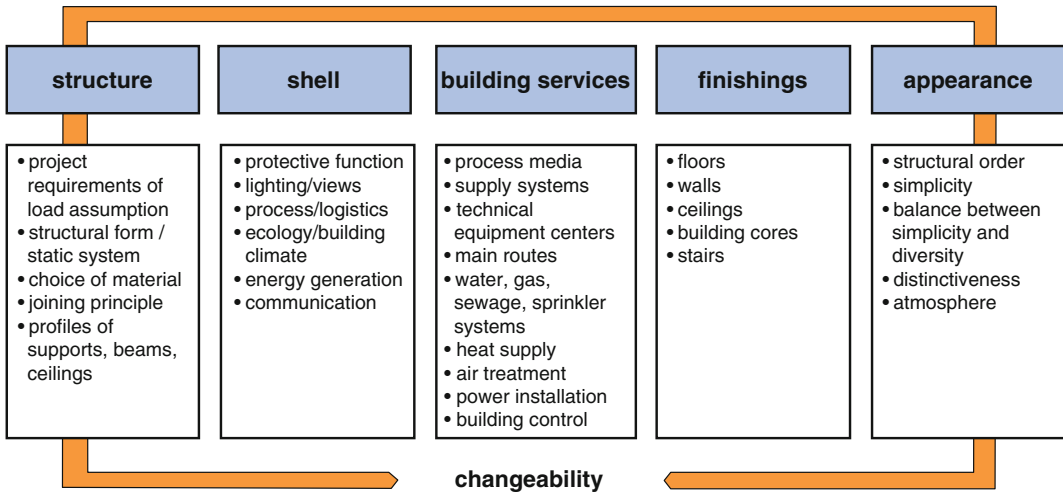 structure
shell
building services
finishings
appearance
• project
requirements of
load assumption
• structural form /
static system
• choice of material
• joining principle
• profiles of
supports, beams,
ceilings
• protective function
• lighting/views
• process/logistics
• ecology/building
climate
• energy generation
• communication
• process media
• supply systems
• technical
equipment centers
• main routes
• water, gas,
sewage, sprinkler
systems
• heat supply
• air treatment
• power installation
• building control
• floors
• walls
• ceilings
• building cores
• stairs
• structural order
• simplicity
• balance between
simplicity and
diversity
• distinctiveness
• atmosphere
changeability